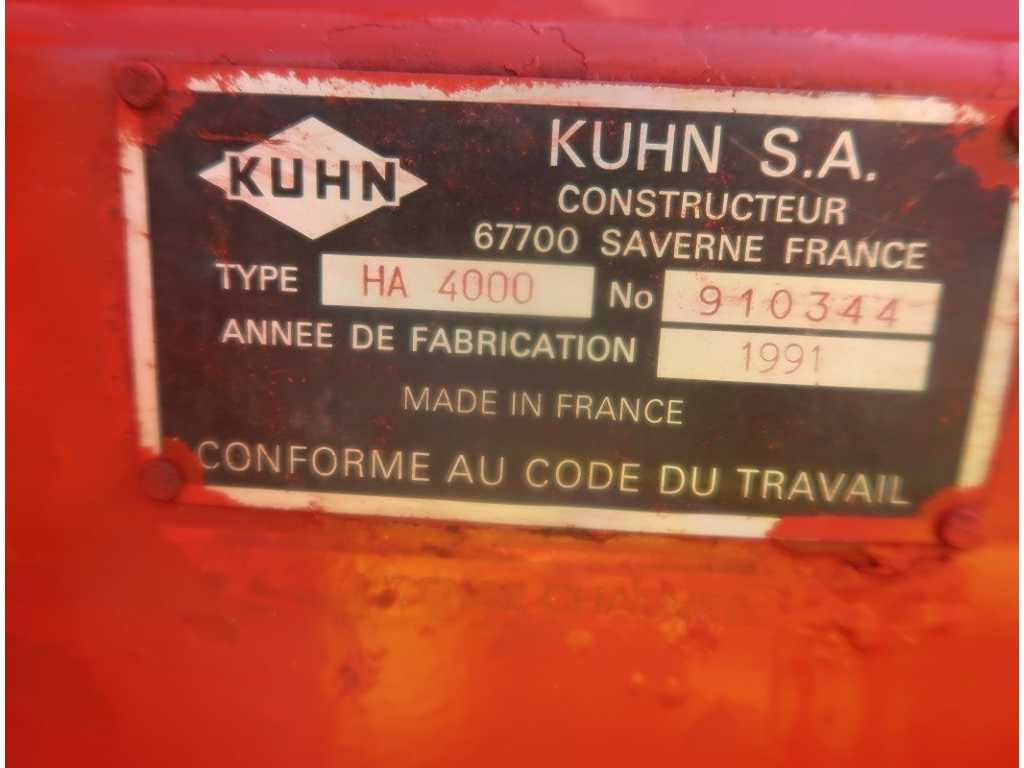 KUHN
KUHN S.A.
CONSTRUCTEUR
67700 SAVERNE FRANCE
TYPE HA 4000 No 910344
ANNEE DE FABRICATION 1991
MADE IN FRANCE
CONFORME AU CODE DU TRAVAIL